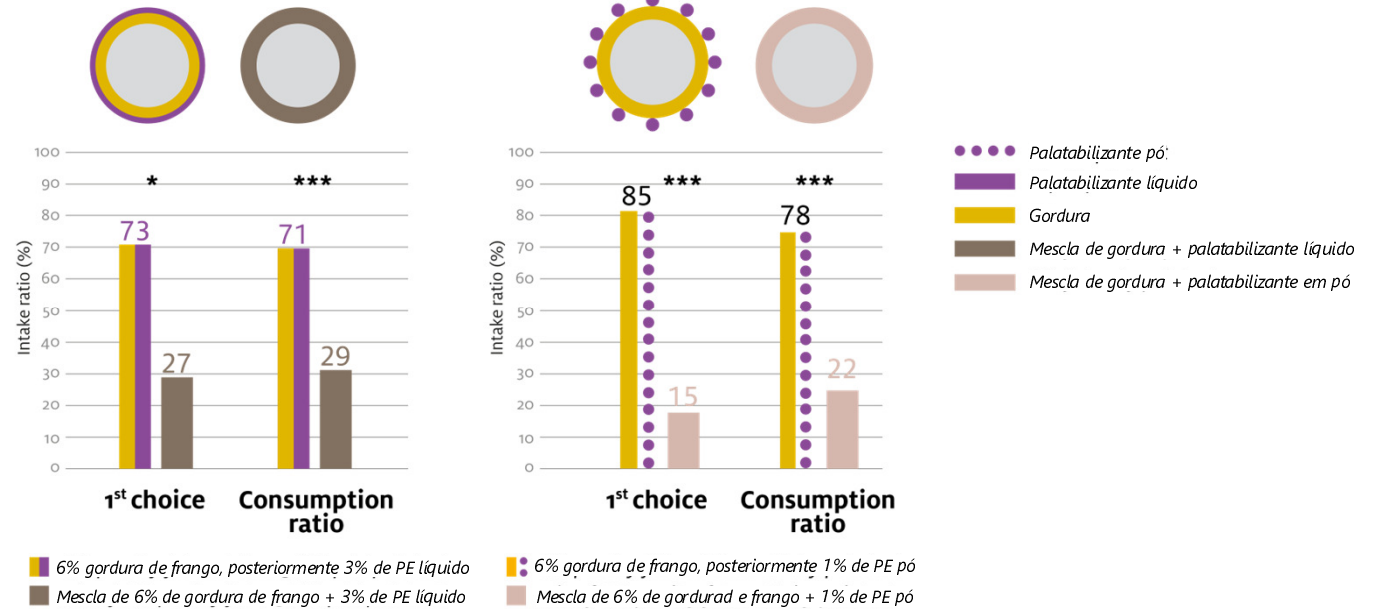 100
90
80
70
60
50
40
30
20
10
0
Intake ratio (%)
*
***
73
27
71
29
1st choice
Consumption
ratio
6% gordura de frango, posteriormente 3% de PE líquido
Mescla de 6% de gordura de frango + 3% de PE líquido
100
90
80
70
60
50
40
30
20
10
0
Intake ratio (%)
***
***
85
15
78
22
1st choice
Consumption
ratio
6% gordura de frango, posteriormente 1% de PE pó
Mescla de 6% de gordurad e frango + 1% de PE pó
Palatabilizante pó:
Palatabilizante líquido
Gordura
Mescla de gordura + palatabilizante líquido
Mescla de gordura + palatabilizante em pó